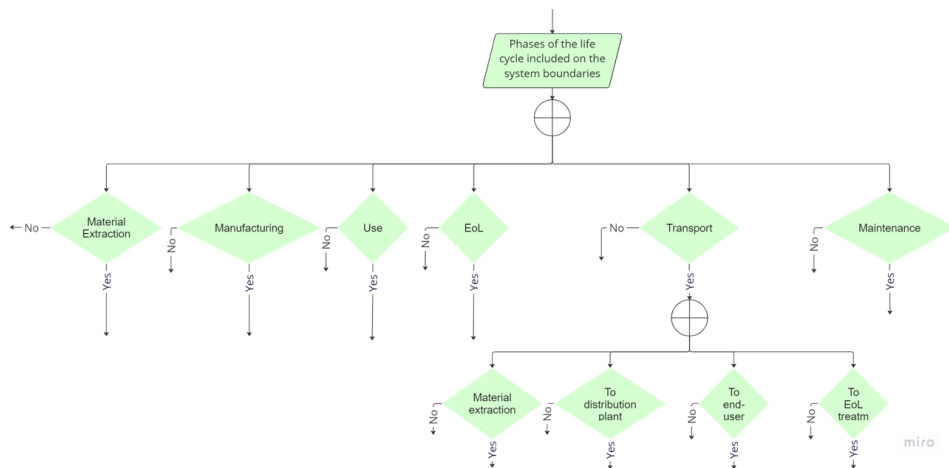 Phases of the life
cycle included on the
system boundaries
No
Material
Extraction
Yes
No
Manufacturing
Yes
No
Use
Yes
No
EoL
Yes
No
Transport
Yes
No
Maintenance
Yes
No
Material
extraction
Yes
No
To
distribution
plant
Yes
No
To
end-
user
Yes
No
To
EoL
treatm
Yes
miro